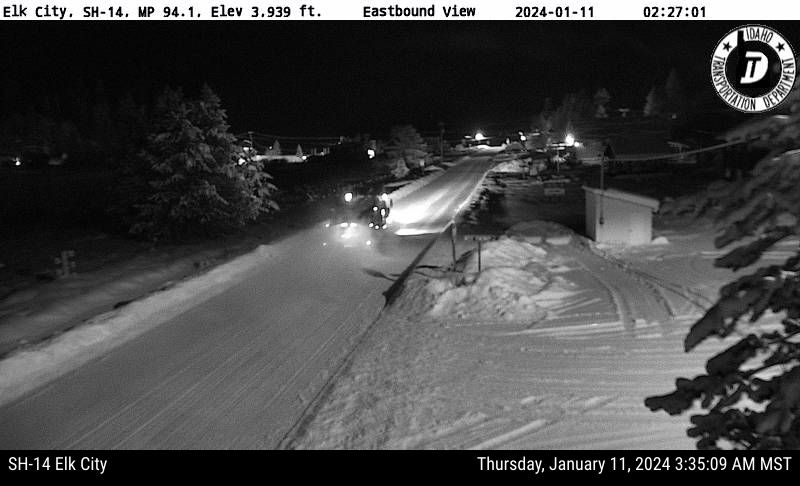 Elk City, SH-14, MP 94.1, Elev 3,939 ft. Eastbound View 2024-01-11 02:27:01
IDAHO
TRANSPORTATION DEPARTMENT
SH-14 Elk City Thursday, January 11, 2024 3:35:09 AM MST